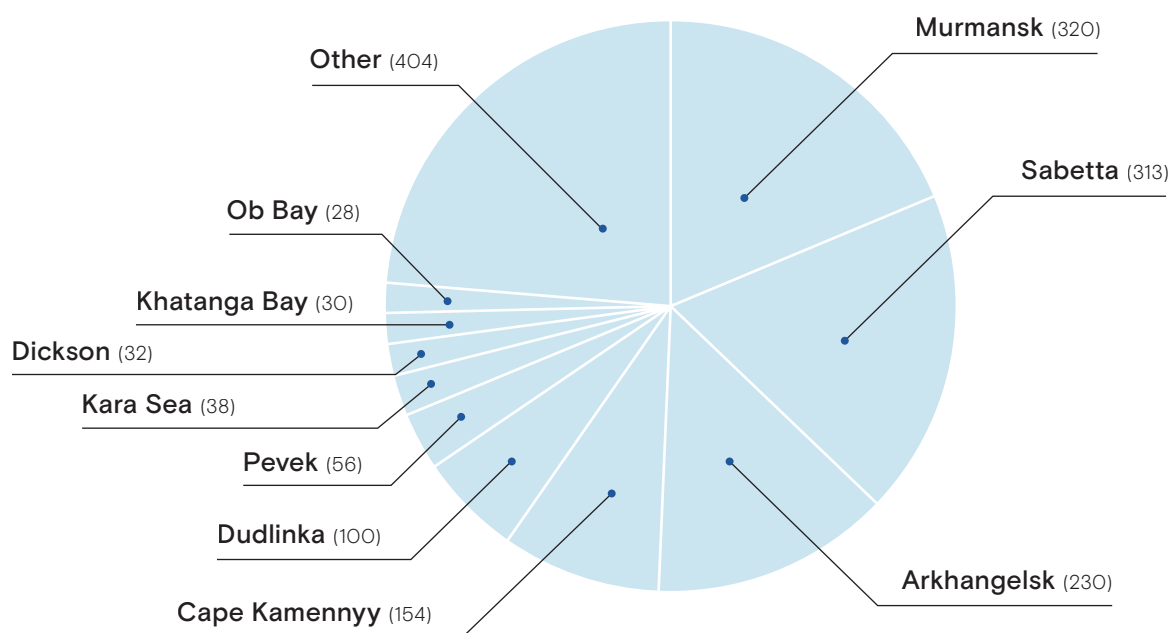 Murmansk (320)
Other (404)
Sabetta (313)
Ob Bay (28)
Khatanga Bay (30)
Dickson (32)
Kara Sea (38)
Pevek (56)
Dudlinka (100)
Arkhangelsk (230)
Cape Kamennyy (154)